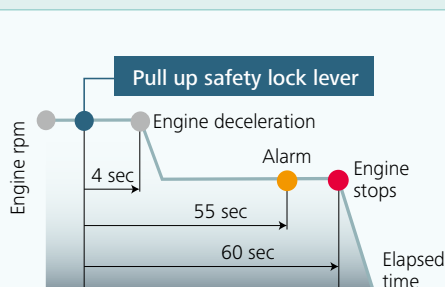 Pull up safety lock lever
Engine rpm
Engine deceleration
4 sec
Alarm
Engine
stops
55 sec
60 sec
Elapsed
time